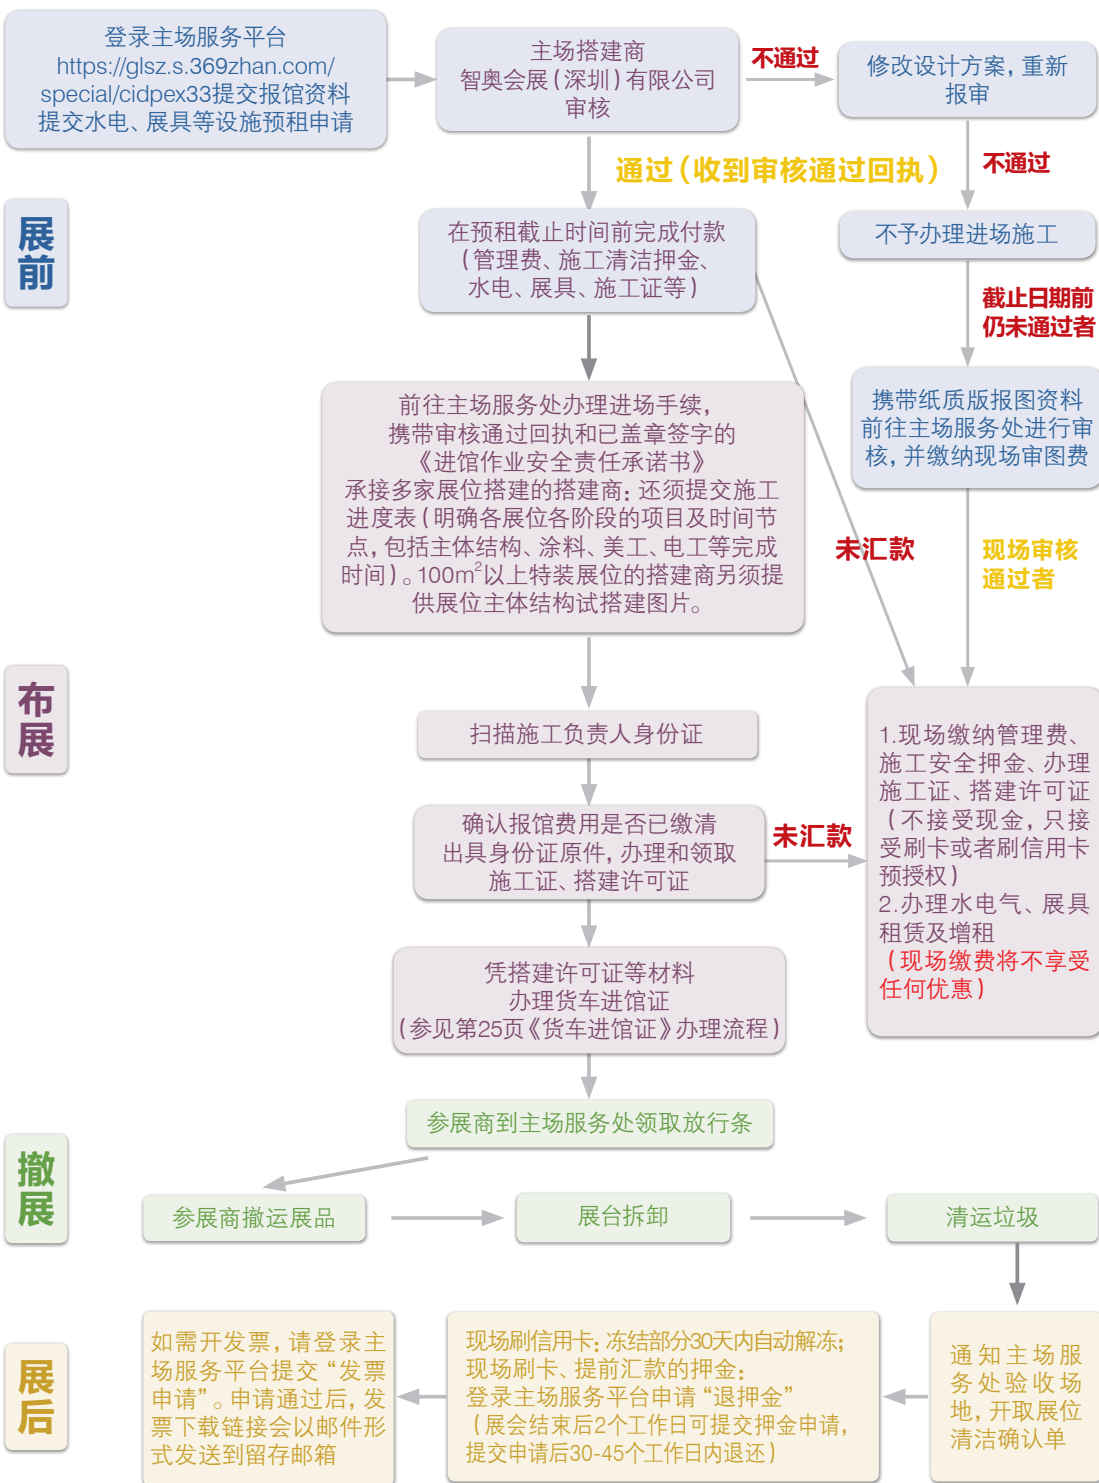 登录主场服务平台
https://glsz.s.369zhan.com/
special/cidpex33提交报馆资料
提交水电、展具等设施预租申请
主场搭建商
智奥会展(深圳)有限公司
审核
不通过
修改设计方案,重新
报审
通过(收到审核通过回执)
不通过
展
前
在预租截止时间前完成付款
(管理费、施工清洁押金、
水电、展具、施工证等)
不予办理进场施工
截止日期前
仍未通过者
携带纸质版报图资料
前往主场服务处进行审
核,并缴纳现场审图费
前往主场服务处办理进场手续,
携带审核通过回执和已盖章签字的
《进馆作业安全责任承诺书》
承接多家展位搭建的搭建商:还须提交施工
进度表(明确各展位各阶段的项目及时间节
点,包括主体结构、涂料、美工、电工等完成
时间)。100m²以上特装展位的搭建商另须提
供展位主体结构试搭建图片。
未汇款
现场审核
通过者
布
展
扫描施工负责人身份证
确认报馆费用是否已缴清
出具身份证原件,办理和领取
施工证、搭建许可证
未汇款
1.现场缴纳管理费、
施工安全押金、办理
施工证、搭建许可证
(不接受现金,只接
受刷卡或者刷信用卡
预授权)
2.办理水电气、展具
租赁及增租
(现场缴费将不享受
任何优惠)
凭搭建许可证等材料
办理货车进馆证
(参见第25页《货车进馆证》办理流程)
撤
展
参展商到主场服务处领取放行条
参展商撤运展品
展台拆卸
清运垃圾
展
后
如需开发票,请登录主
场服务平台提交“发票
申请”。申请通过后,发
票下载链接会以邮件形
式发送到留存邮箱
现场刷信用卡:冻结部分30天内自动解冻;
现场刷卡、提前汇款的押金:
登录主场服务平台申请“退押金”
(展会结束后2个工作日可提交押金申请,
提交申请后30-45个工作日内退还)
通知主场服
务处验收场
地,开取展位
清洁确认单